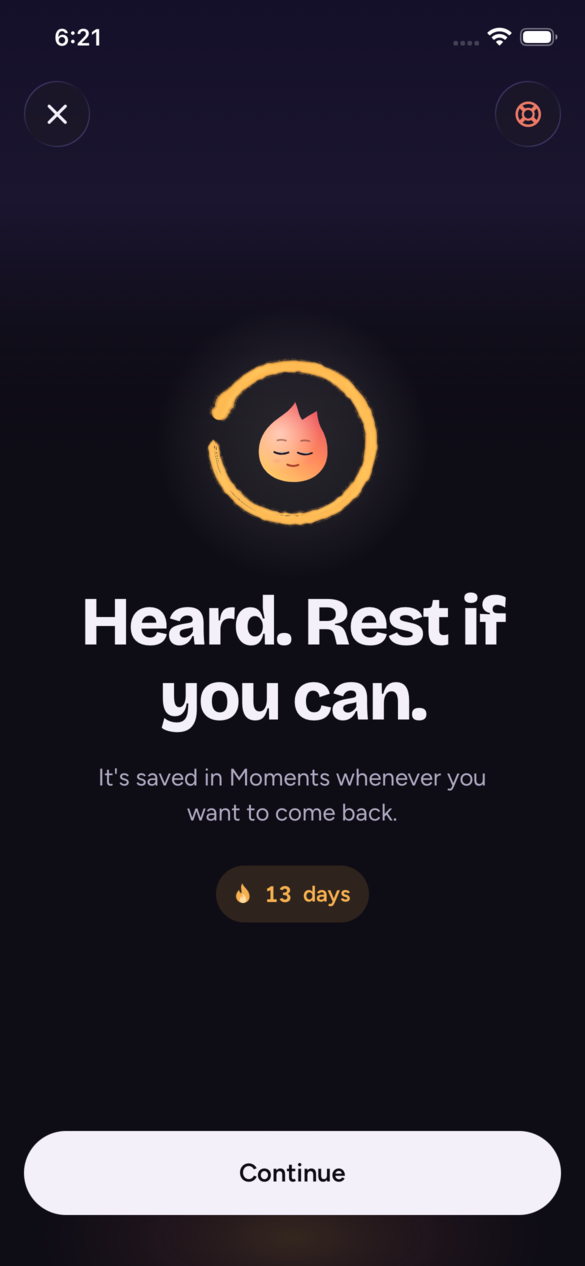 6:21
Heard. Rest if
you can.
It's saved in Moments whenever you
want to come back.
13 days
Continue